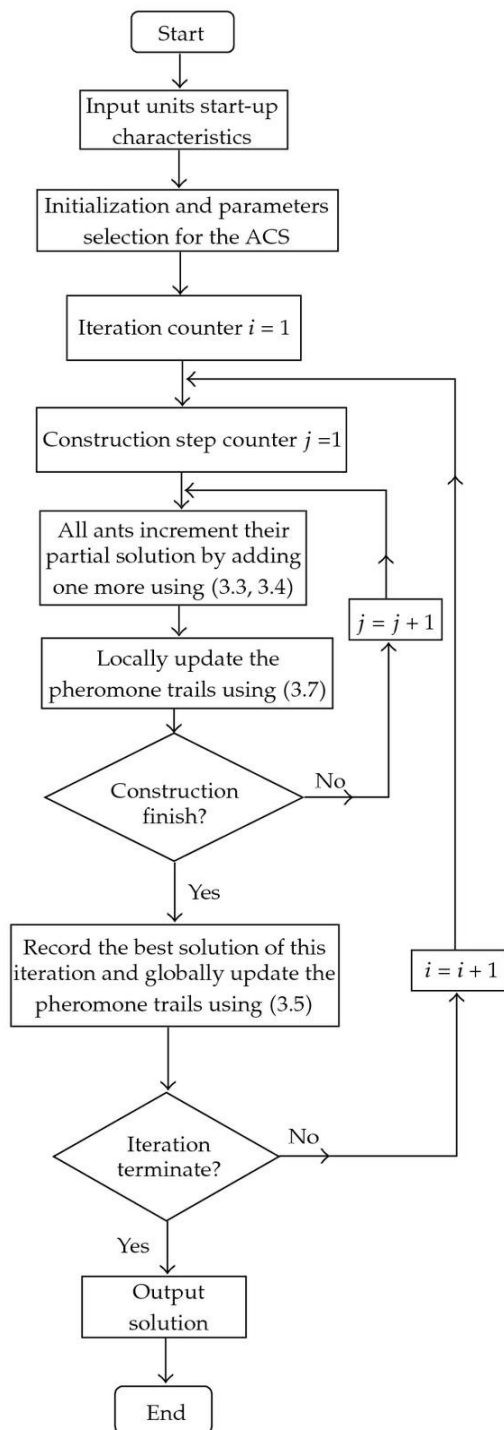 Start
Input units start-up
characteristics
Initialization and parameters
selection for the ACS
Iteration counter i = 1
Construction step counter j =1
All ants increment their
partial solution by adding
one more using (3.3, 3.4)
j = j + 1
Locally update the
pheromone trails using (3.7)
Construction
finish?
No
Yes
Record the best solution of this
iteration and globally update the
pheromone trails using (3.5)
i = i + 1
Iteration
terminate?
No
Yes
Output
solution
End